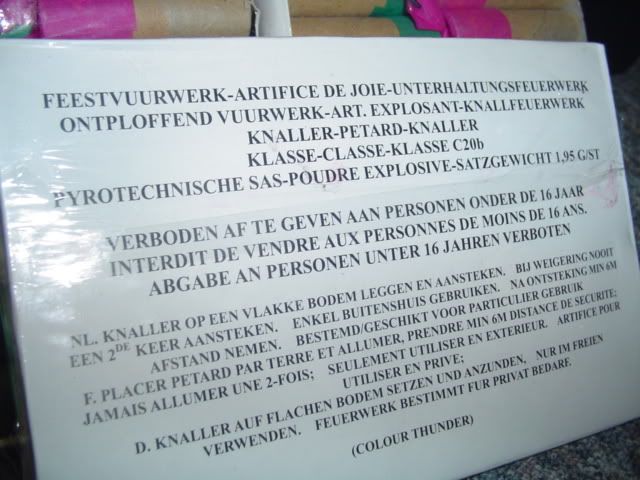 FEESTVUURWERK-ARTIFICE DE JOIE-UNTERHALTUNGSFEUERWERK
ONTPLOFFEND VUURWERK-ART. EXPLOSANT-KNALLFEUERWERK
KNALLER-PETARD-KNALLER
KLASSE-CLASSE-KLASSE C20b
PYROTECHNISCHE SAS-POUDRE EXPLOSIVE-SATZGEWICHT 1,95 G/ST
VERBODEN AF TE GEVEN AAN PERSONEN ONDER DE 16 JAAR
INTERDIT DE VENDRE AUX PERSONNES DE MOINS DE 16 ANS.
ABGABE AN PERSONEN UNTER 16 JAHREN VERBOTEN
NL. KNALLER OP EEN VLAKKE BODEM LEGGEN EN AANSTEKEN. BIJ WEIGERING NOOIT
EEN 2DE KEER AANSTEKEN. ENKEL BUITENSHUIS GEBRUIKEN. NA ONTSTEKING MIN 6M
AFSTAND NEMEN. BESTEMD/GESCHIKT VOOR PARTICULIER GEBRUIK
F. PLACER PETARD PAR TERRE ET ALLUMER, PRENDRE MIN 6M DISTANCE DE SECURITE;
JAMAIS ALLUMER UNE 2-FOIS; SEULEMENT UTILISER EN EXTERIEUR. ARTIFICE POUR
UTILISER EN PRIVE;
D. KNALLER AUF FLACHEN BODEM SETZEN UND ANZUNDEN, NUR IM FREIEN
VERWENDEN. FEUERWERK BESTIMMT FUR PRIVAT BEDARF.
(COLOUR THUNDER)